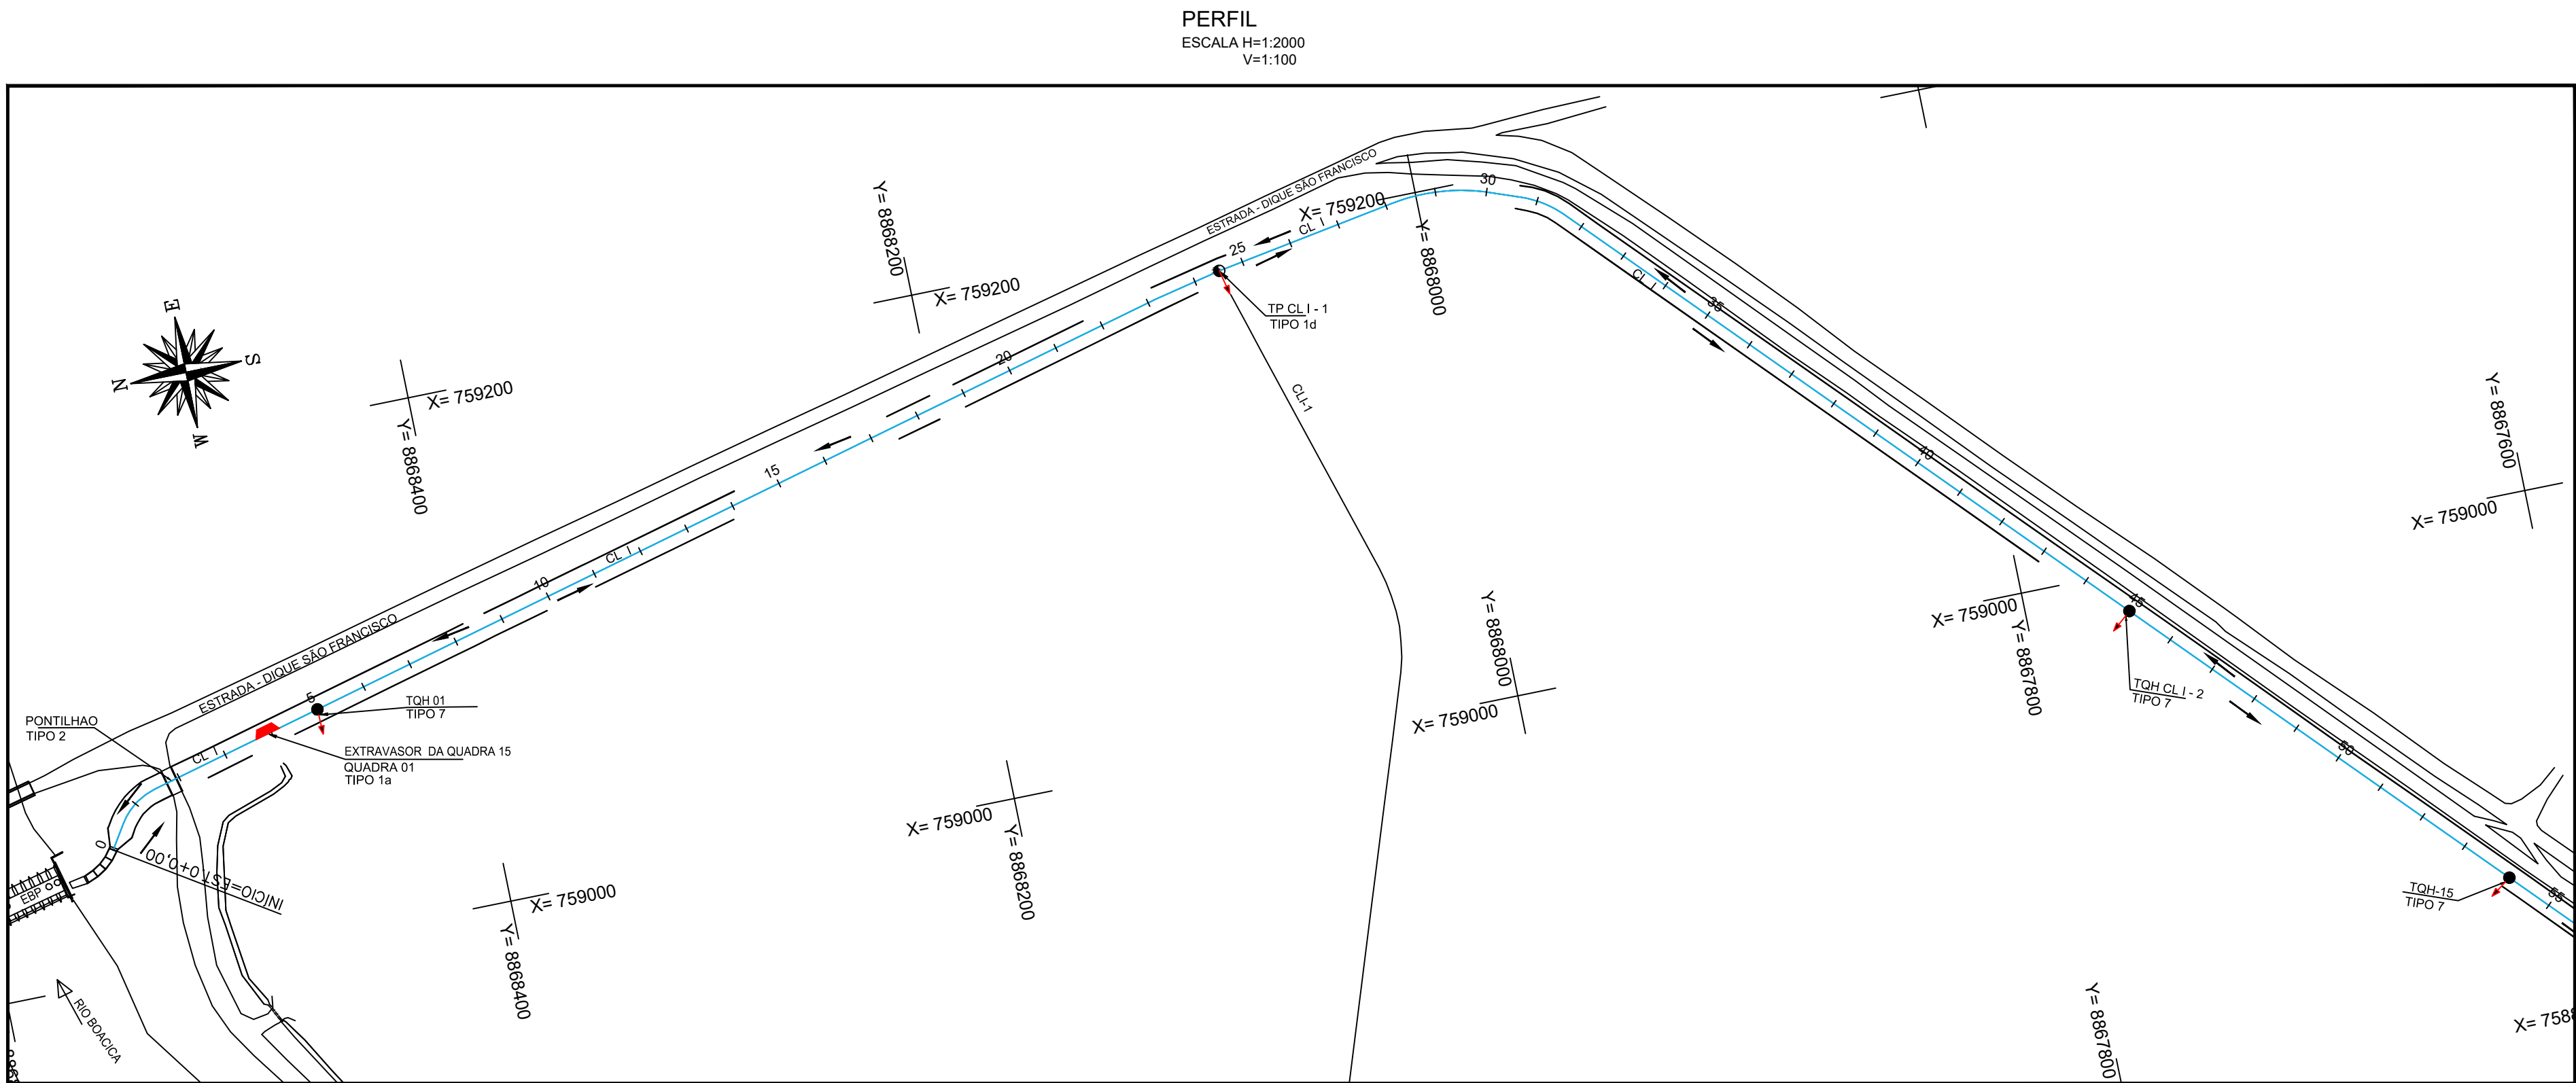 PERFIL
ESCALA H=1:2000
V=1:100
ESTRADA - DIQUE SÃO FRANCISCO
30
X= 759200
Y= 8868000
CL I
25
Y= 8868200
X= 759200
TP CL I - 1
TIPO 1d
CL I
35
E
S
N
W
X= 759200
Y= 8868400
20
CLI-1
15
40
Y= 8867600
X= 759000
CL I
10
45
X= 759000
Y= 8867800
Y= 8868000
X= 759000
ESTRADA - DIQUE SÃO FRANCISCO
5
TQH 01
TIPO 7
TQH CL I - 2
TIPO 7
PONTILHAO
TIPO 2
CL I
EXTRAVASOR DA QUADRA 15
QUADRA 01
TIPO 1a
50
X= 759000
Y= 8868200
0
INICIO=EST 0+0,00
EBP
X= 759000
Y= 8868400
TQH-15
TIPO 7
55
RIO BOACICA
Y= 8867800
X= 7588